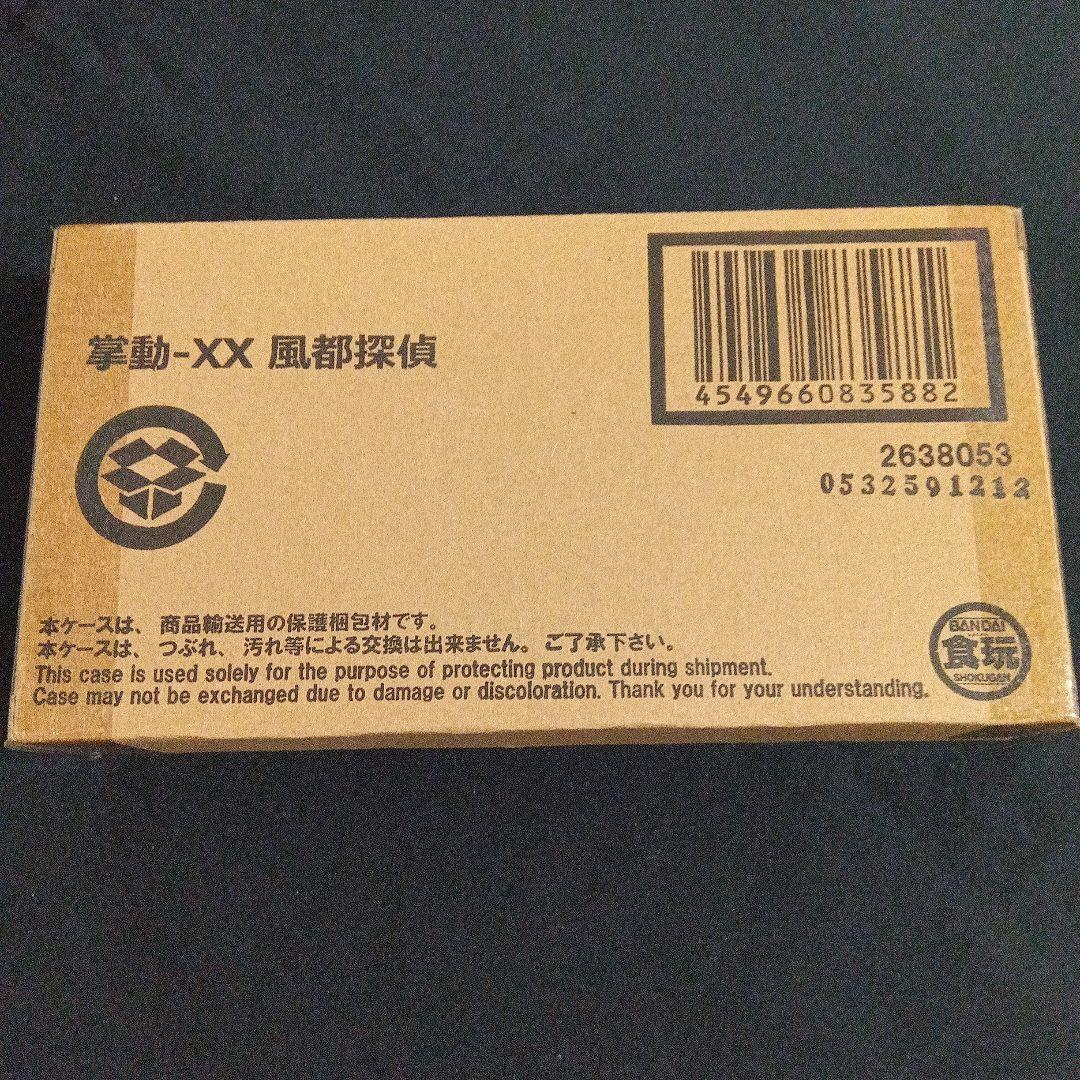 掌動-XX 風都探偵
4549660835882
2638053
0532591212
本ケースは、商品輸送用の保護梱包材です。
本ケースは、つぶれ、汚れ等による交換は出来ません。ご了承下さい。
This case is used solely for the purpose of protecting product during shipment.
Case may not be exchanged due to damage or discoloration. Thank you for your understanding.
BANDAI
食玩
SHOKUGAN